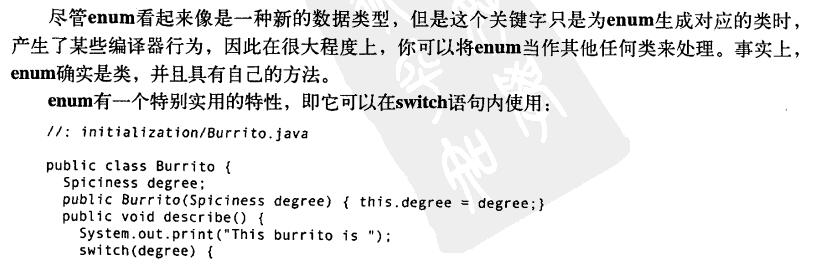 尽管enum看起来像是一种新的数据类型，但是这个关键字只是为enum生成对应的类时，
产生了某些编译器行为，因此在很大程度上，你可以将enum当作其他任何类来处理。事实上，
enum确实是类，并且具有自己的方法。
enum有一个特别实用的特性，即它可以在switch语句内使用：
//: initialization/Burrito.java
public class Burrito {
Spiciness degree;
public Burrito(Spiciness degree) { this.degree = degree;}
public void describe() {
System.out.print("This burrito is ");
switch(degree) {